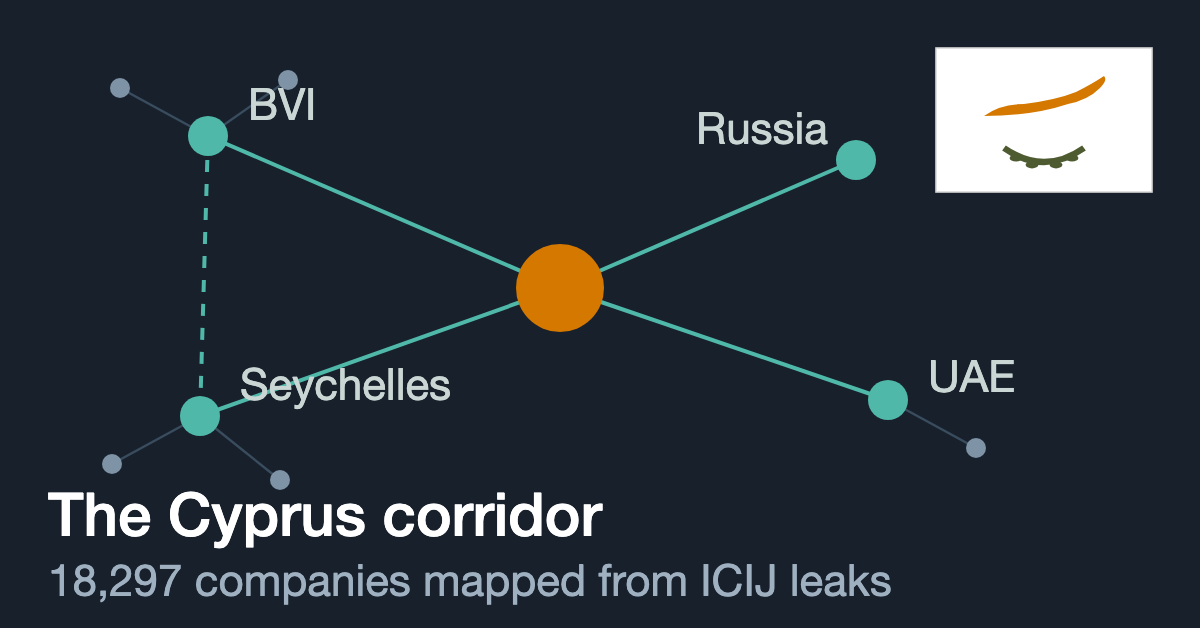 BVI
Russia
Seychelles
UAE
The Cyprus corridor
18,297 companies mapped from ICIJ leaks